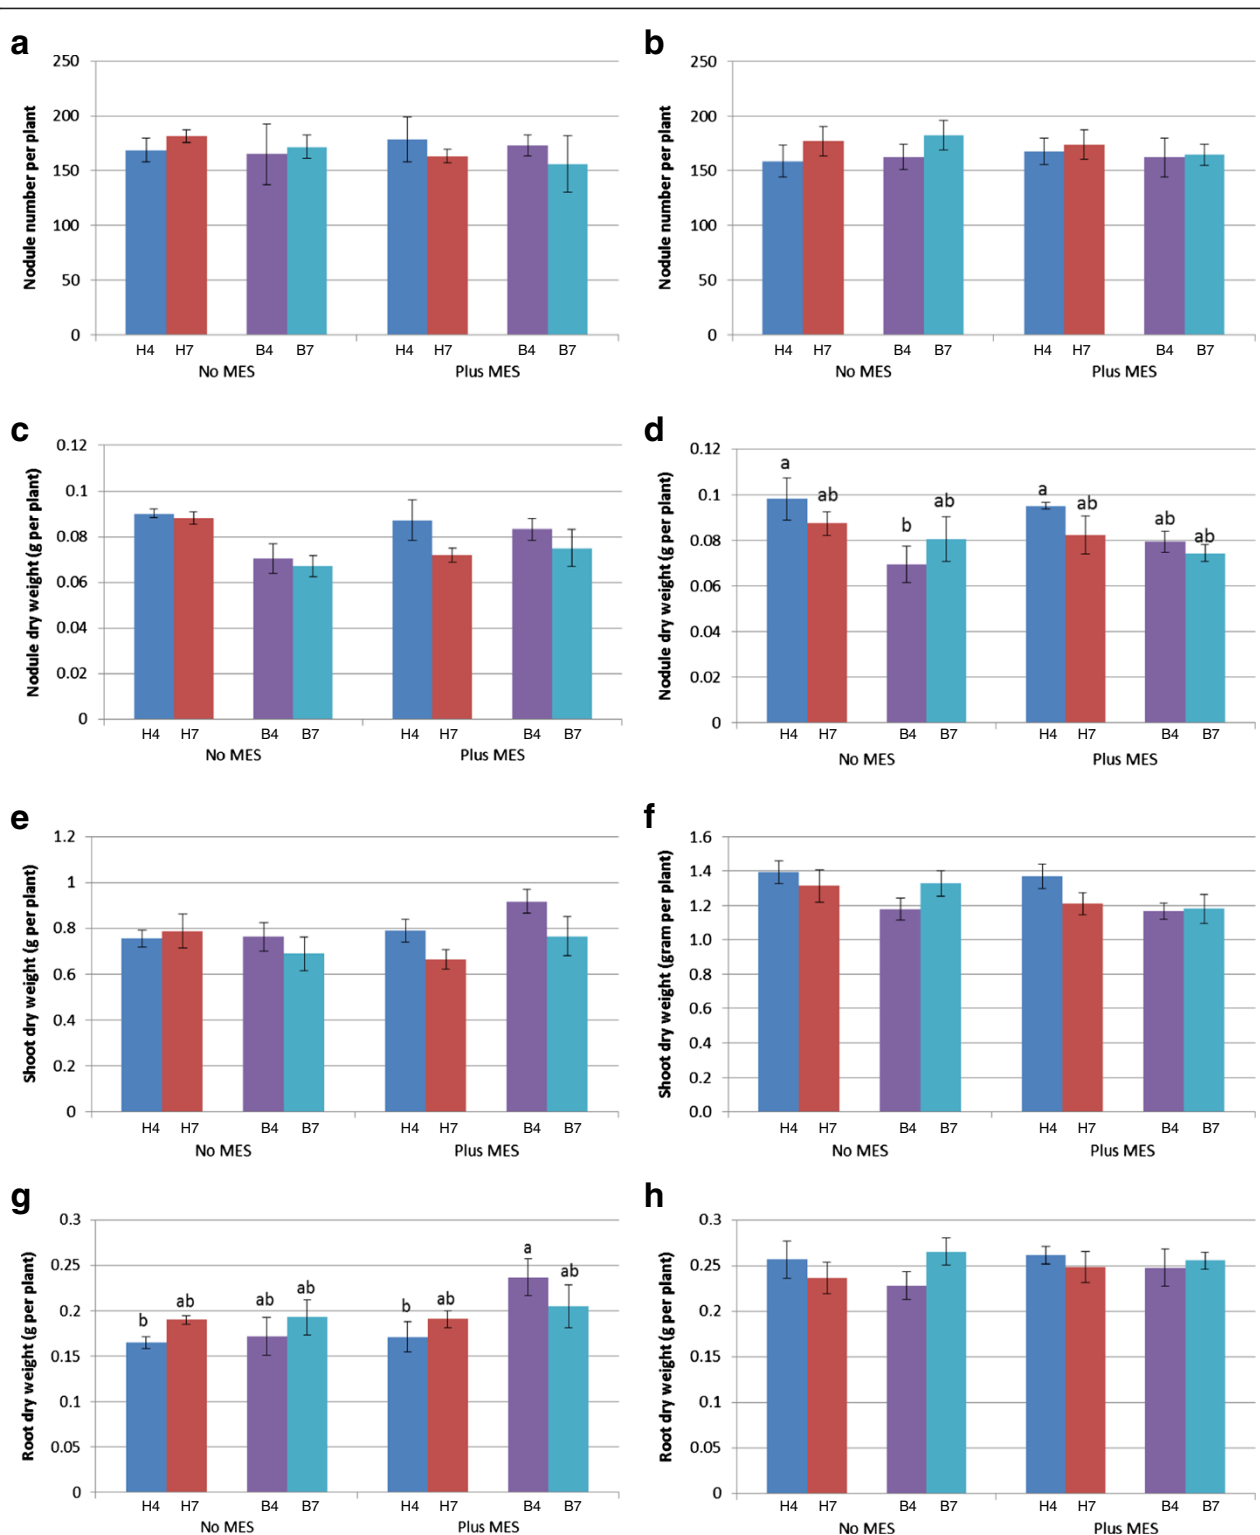 a
250
200
150
100
50
0
Nodule number per plant
H4 H7 B4 B7 H4 H7 B4 B7
No MES Plus MES
b
250
200
150
100
50
0
Nodule number per plant
H4 H7 B4 B7 H4 H7 B4 B7
No MES Plus MES
c
0.12
0.1
0.08
0.06
0.04
0.02
0
Nodule dry weight (g per plant)
H4 H7 B4 B7 H4 H7 B4 B7
No MES Plus MES
d
0.12
0.1
0.08
0.06
0.04
0.02
0
Nodule dry weight (g per plant)
a ab b ab a ab ab ab
H4 H7 B4 B7 H4 H7 B4 B7
No MES Plus MES
e
1.2
1
0.8
0.6
0.4
0.2
0
Shoot dry weight (g per plant)
H4 H7 B4 B7 H4 H7 B4 B7
No MES Plus MES
f
1.6
1.4
1.2
1.0
0.8
0.6
0.4
0.2
0.0
Shoot dry weight (gram per plant)
H4 H7 B4 B7 H4 H7 B4 B7
No MES Plus MES
g
0.3
0.25
0.2
0.15
0.1
0.05
0
Root dry weight (g per plant)
b ab ab ab b ab a ab
H4 H7 B4 B7 H4 H7 B4 B7
No MES Plus MES
h
0.3
0.25
0.2
0.15
0.1
0.05
0
Root dry weight (g per plant)
H4 H7 B4 B7 H4 H7 B4 B7
No MES Plus MES